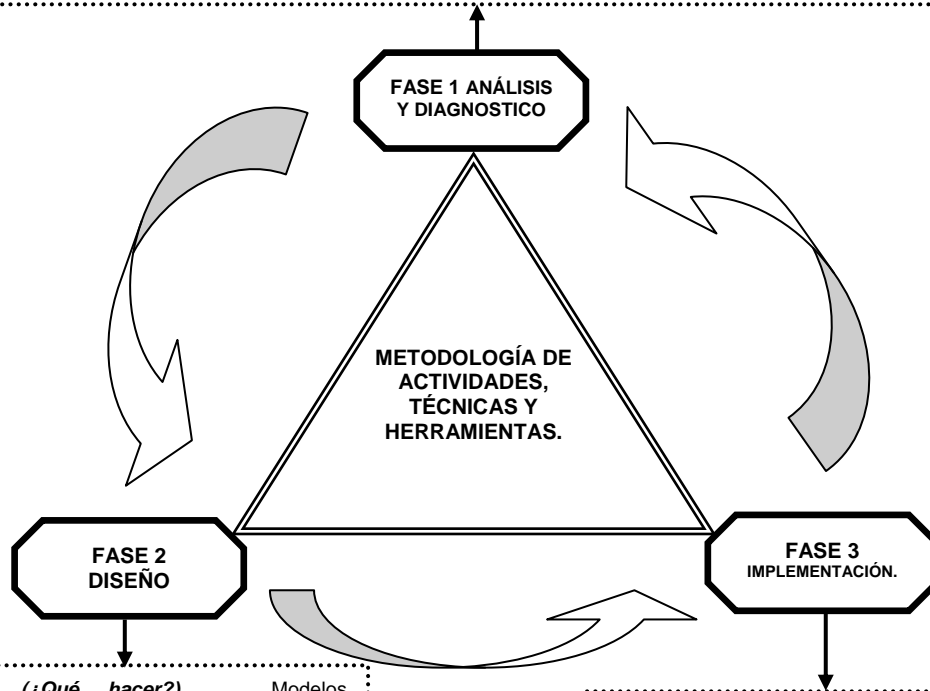 FASE 1 ANÁLISIS
Y DIAGNOSTICO
METODOLOGÍA DE
ACTIVIDADES,
TÉCNICAS Y
HERRAMIENTAS.
FASE 2
DISEÑO
FASE 3
IMPLEMENTACIÓN.
(¿Qué hacer?) Modelos